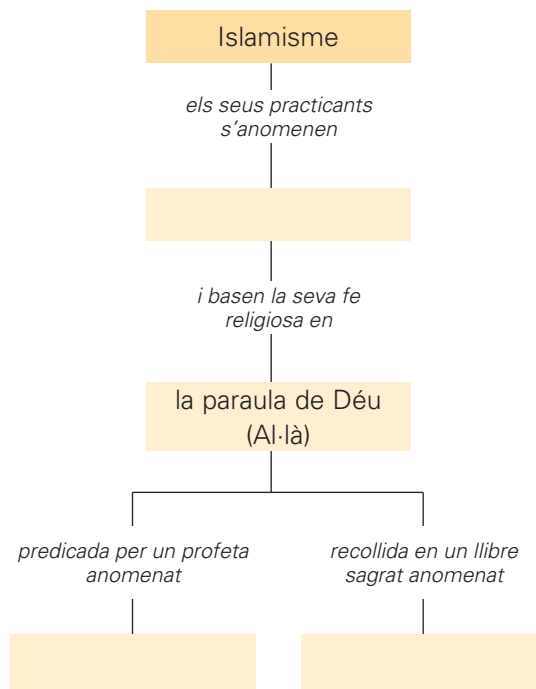 Islamisme
els seus practicants
s'anomenen
i basen la seva fe
religiosa en
la paraula de Déu
(Al·là)
predicada per un profeta
anomenat
recollida en un llibre
sagrat anomenat